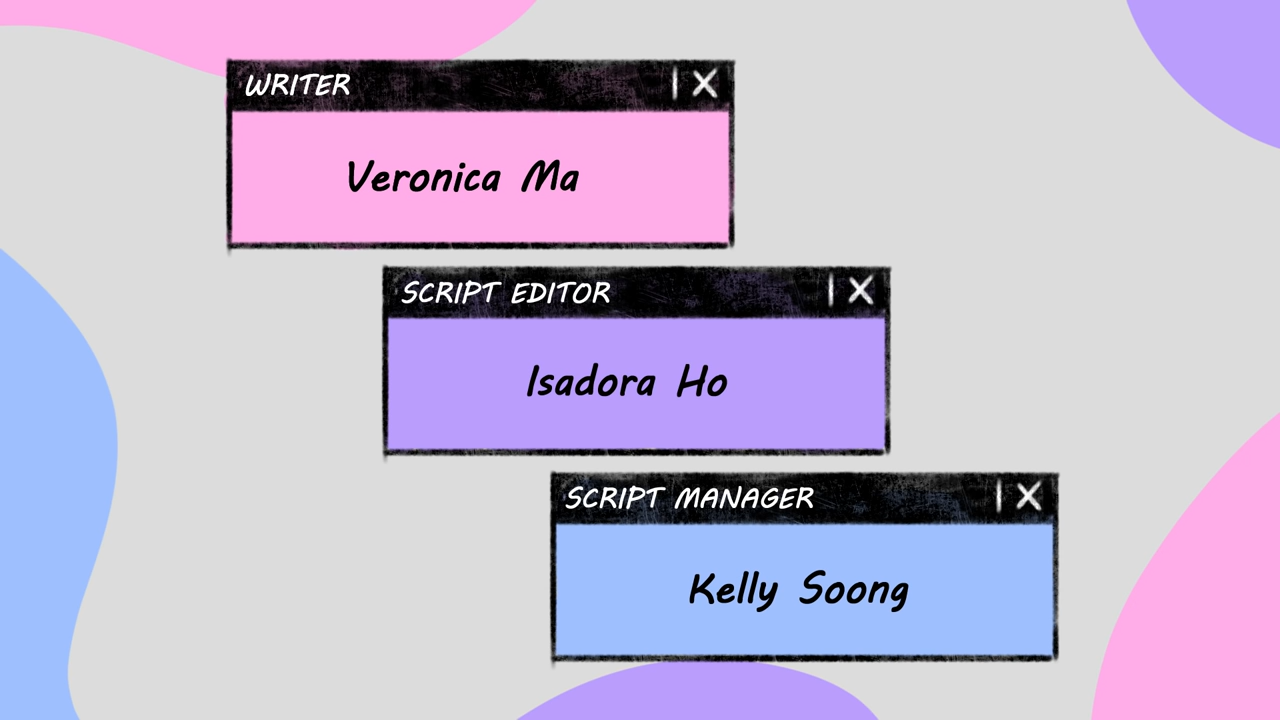 WRITER
Veronica Ma
SCRIPT EDITOR
Isadora Ho
SCRIPT MANAGER
Kelly Soong